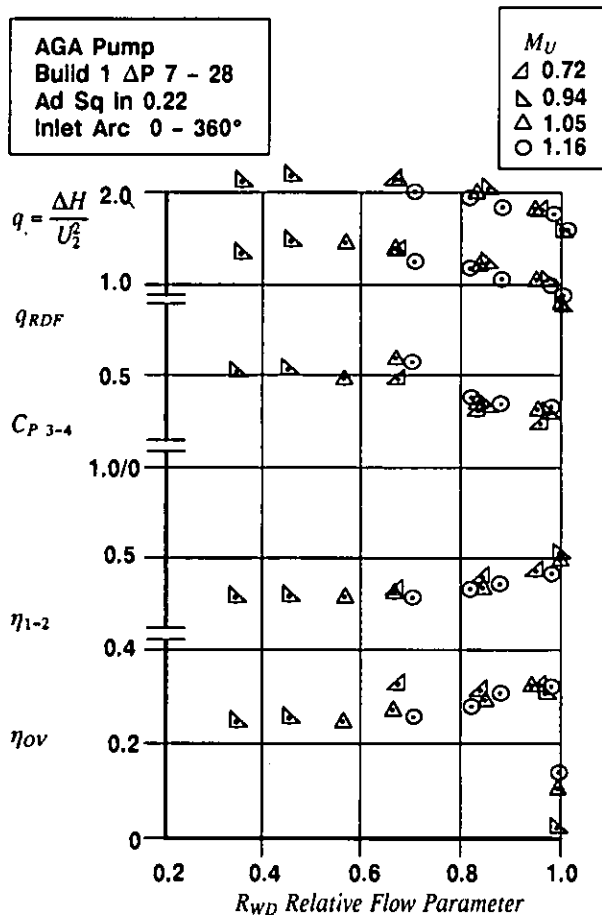 AGA Pump
Build 1 ΔP 7 - 28
Ad Sq in 0.22
Inlet Arc 0 - 360°
M_U
0.72
0.94
1.05
1.16
q = ΔH / U_2^2
2.0
1.0
q_RDF
0.5
C_P 3-4
1.0/0
0.5
η_1-2
0.4
η_OV
0.2
0
0.2 0.4 0.6 0.8 1.0
R_WD Relative Flow Parameter